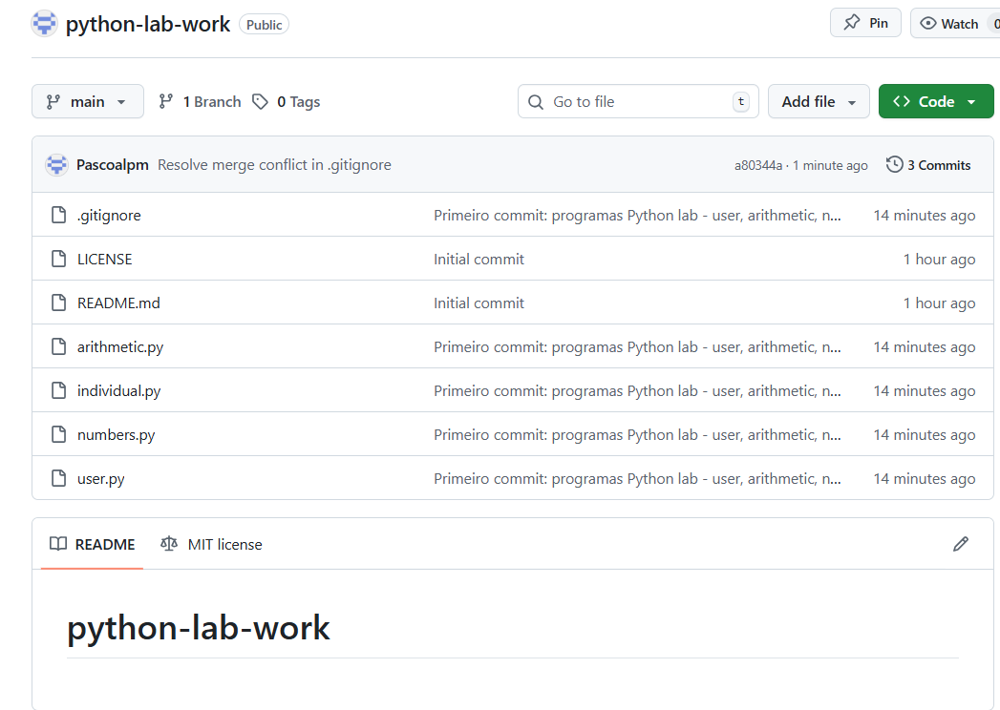 python-lab-work Public Pin Watch 0
main 1 Branch 0 Tags Go to file t Add file Code
Pascoalpm Resolve merge conflict in .gitignore a80344a · 1 minute ago 3 Commits
.gitignore Primeiro commit: programas Python lab - user, arithmetic, n... 14 minutes ago
LICENSE Initial commit 1 hour ago
README.md Initial commit 1 hour ago
arithmetic.py Primeiro commit: programas Python lab - user, arithmetic, n... 14 minutes ago
individual.py Primeiro commit: programas Python lab - user, arithmetic, n... 14 minutes ago
numbers.py Primeiro commit: programas Python lab - user, arithmetic, n... 14 minutes ago
user.py Primeiro commit: programas Python lab - user, arithmetic, n... 14 minutes ago
README MIT license
python-lab-work